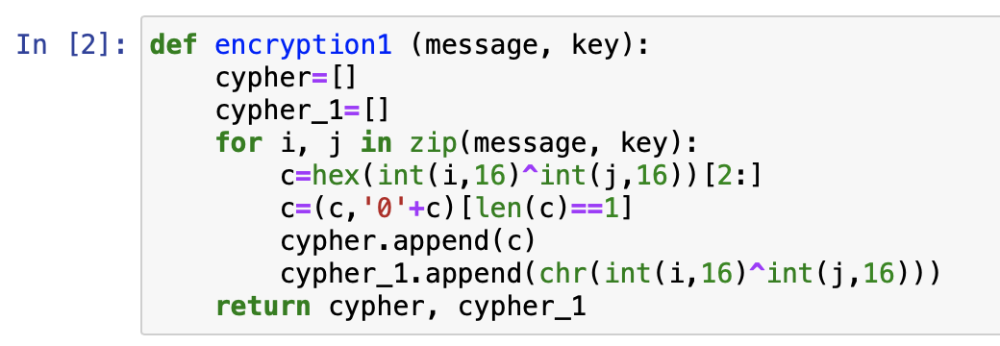 In [2]: def encryption1 (message, key):
    cypher=[]
    cypher_1=[]
    for i, j in zip(message, key):
        c=hex(int(i,16)^int(j,16))[2:]
        c=(c,'0'+c)[len(c)==1]
        cypher.append(c)
        cypher_1.append(chr(int(i,16)^int(j,16)))
    return cypher, cypher_1